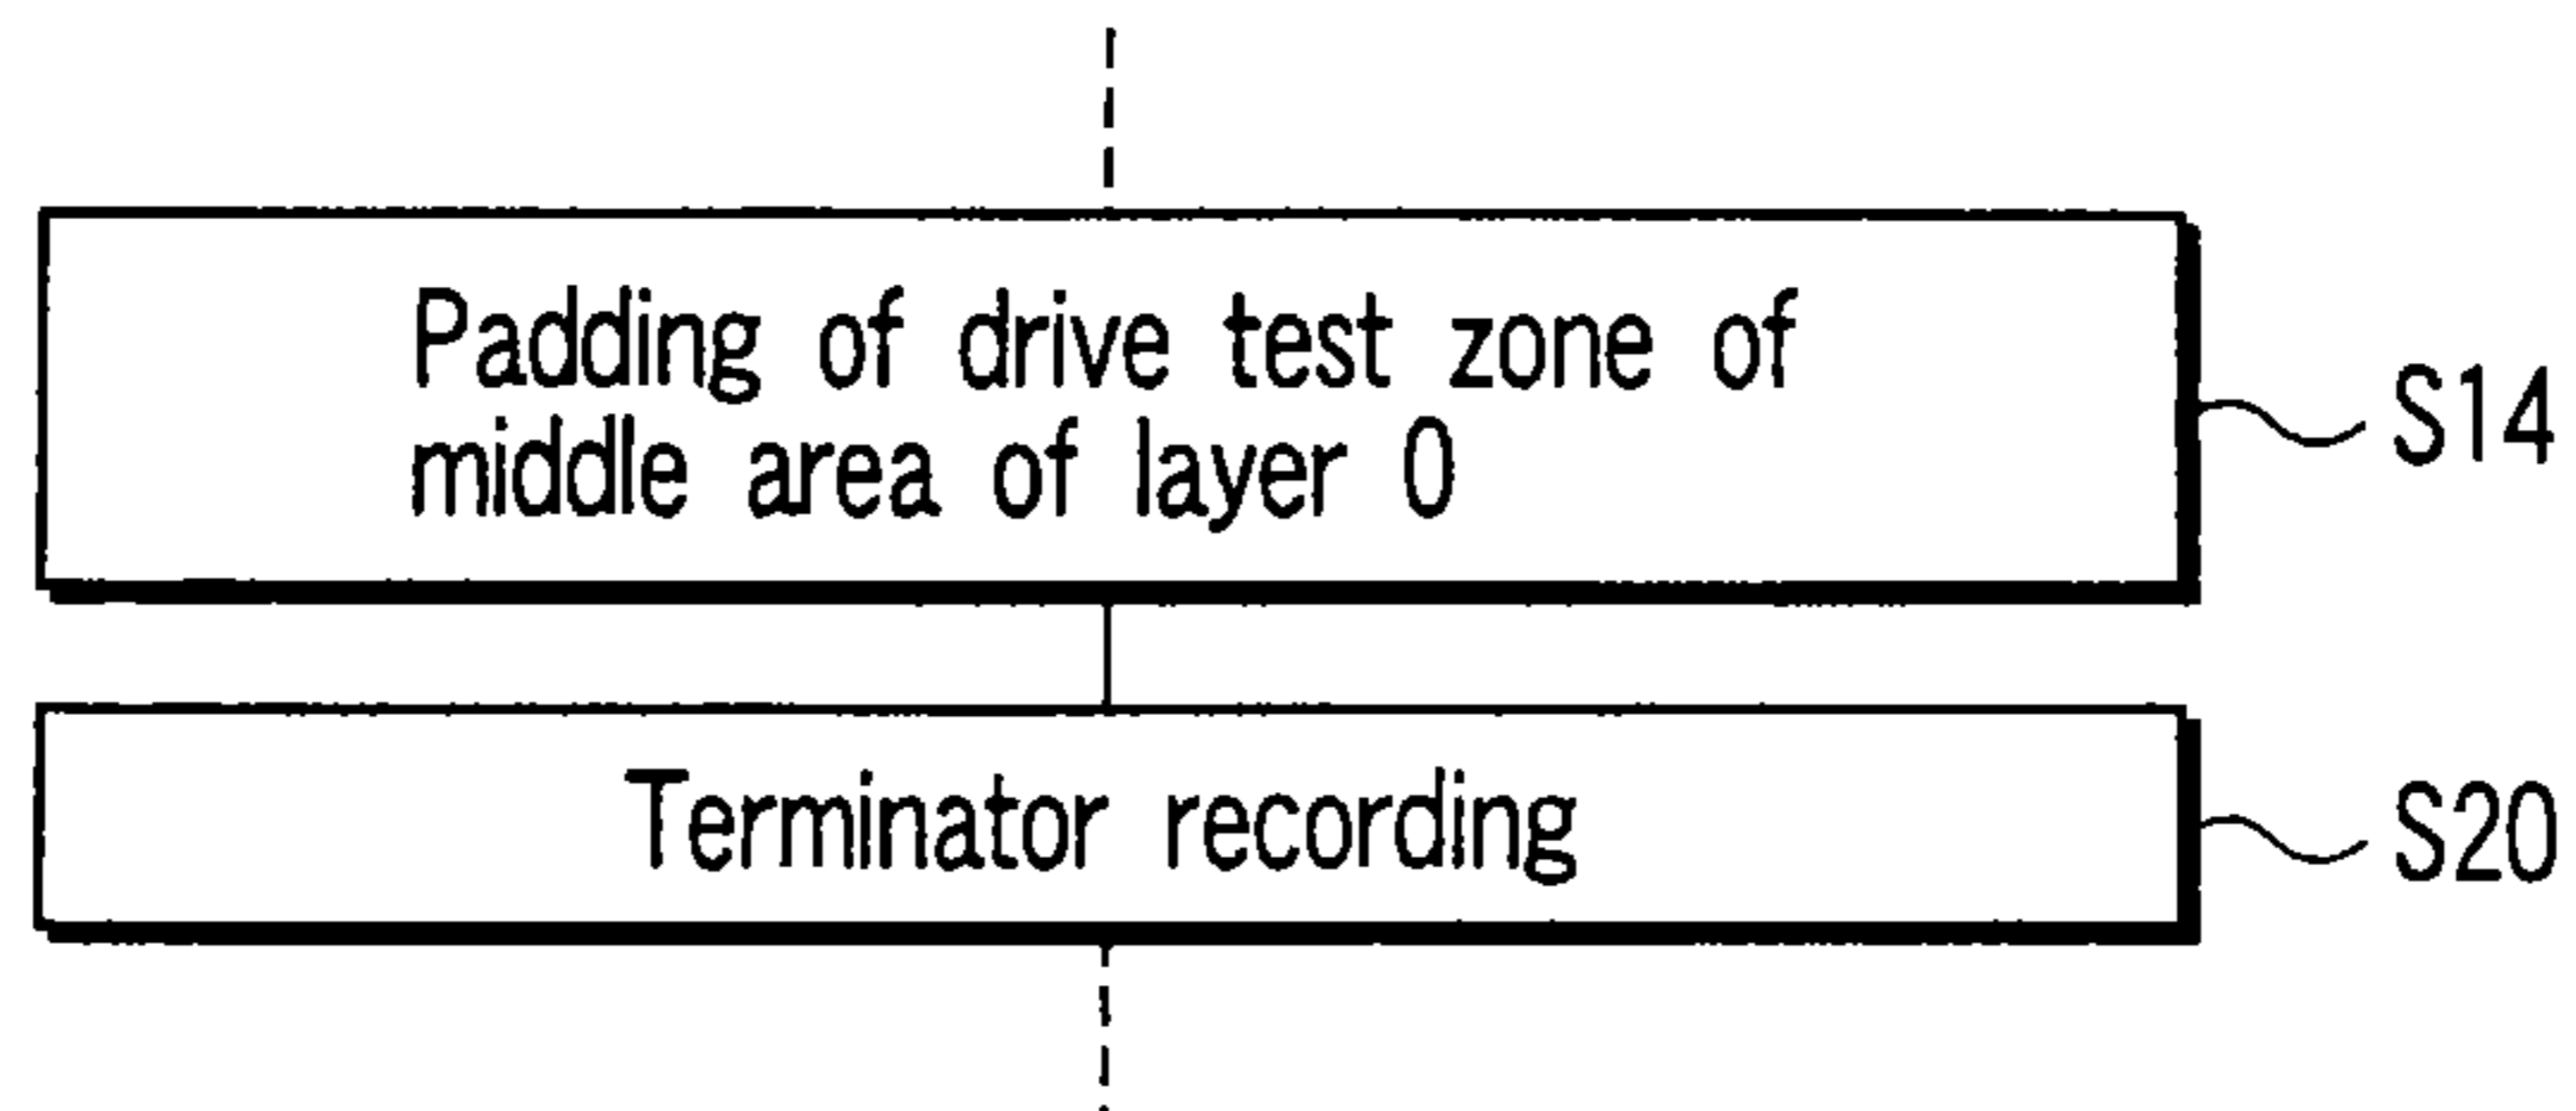 Padding of drive test zone of
middle area of layer 0
S14
Terminator recording
S20